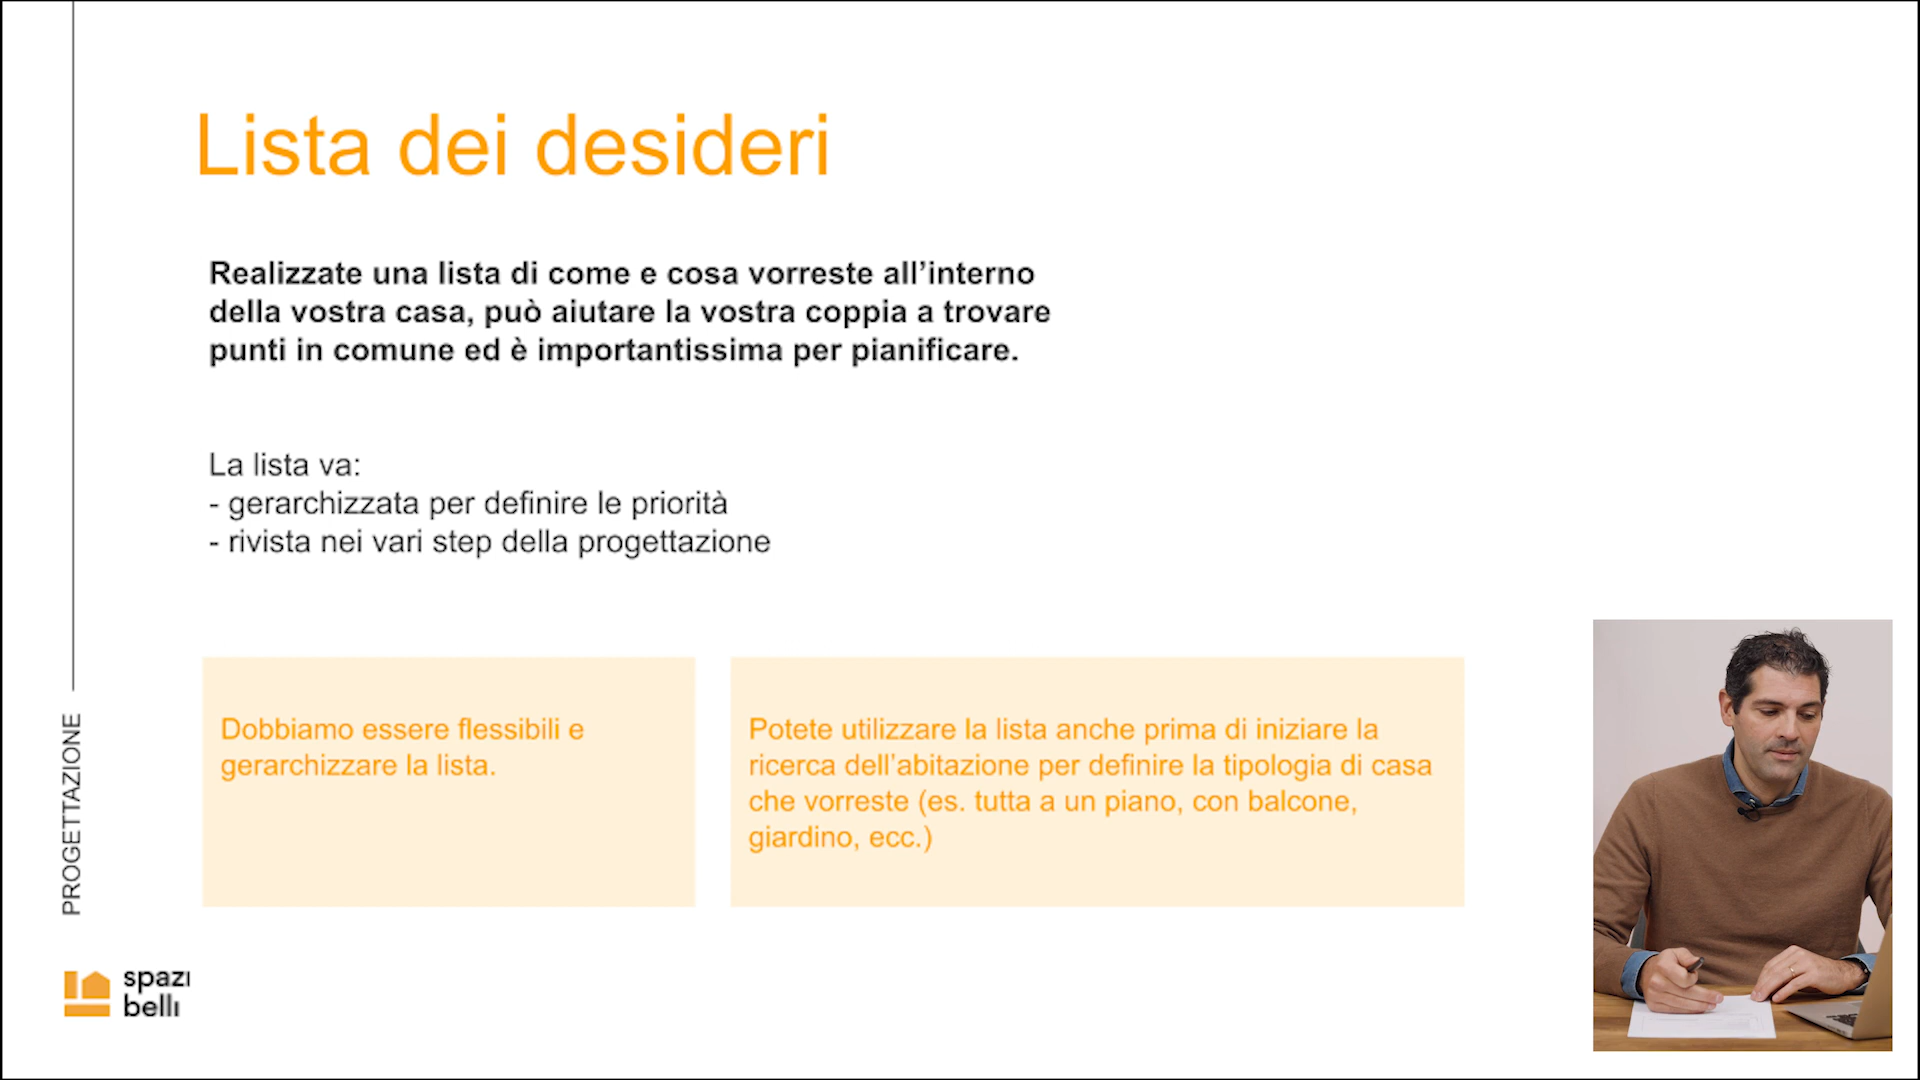 Lista dei desideri
Realizzate una lista di come e cosa vorreste all’interno
della vostra casa, può aiutare la vostra coppia a trovare
punti in comune ed è importantissima per pianificare.
La lista va:
- gerarchizzata per definire le priorità
- rivista nei vari step della progettazione
Dobbiamo essere flessibili e
gerarchizzare la lista.
Potete utilizzare la lista anche prima di iniziare la
ricerca dell’abitazione per definire la tipologia di casa
che vorreste (es. tutta a un piano, con balcone,
giardino, ecc.)
PROGETTAZIONE
spazi
belli